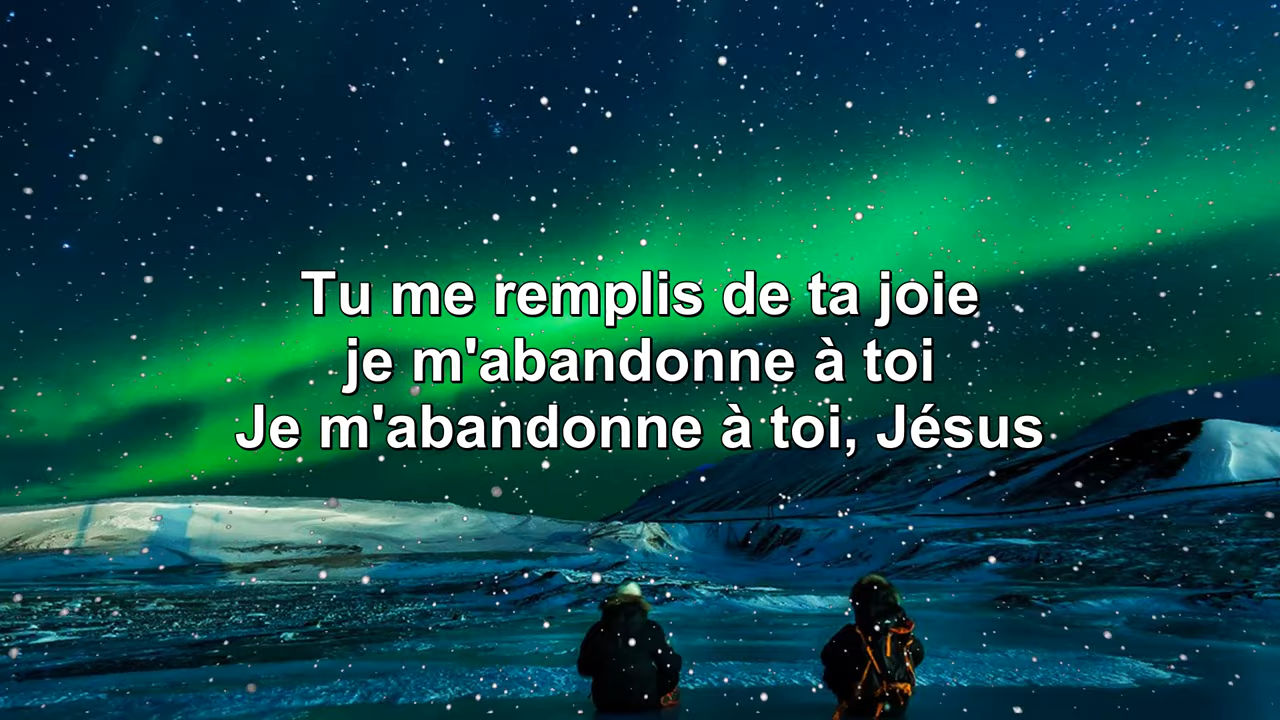 Tu me remplis de ta joie
je m'abandonne à toi
Je m'abandonne à toi, Jésus